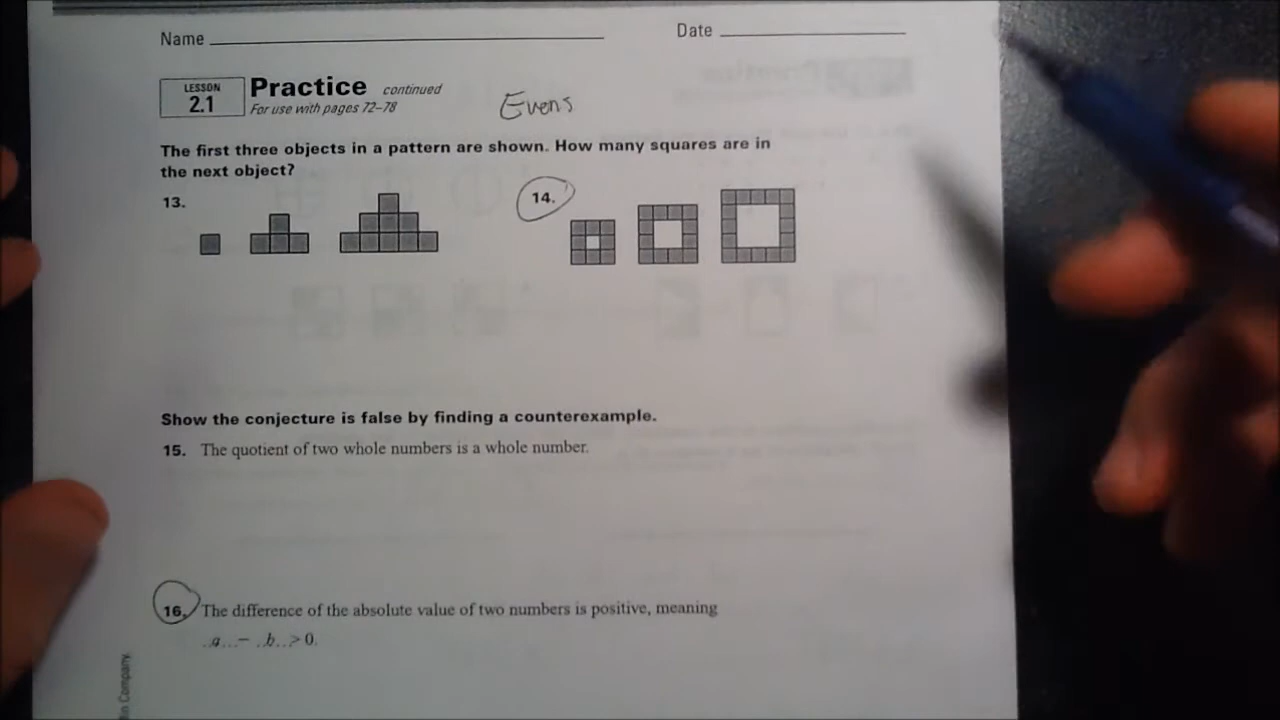 Name
Date
LESSON
2.1
Practice continued
For use with pages 72–78
Evens
The first three objects in a pattern are shown. How many squares are in
the next object?
13.
14.
Show the conjecture is false by finding a counterexample.
15. The quotient of two whole numbers is a whole number.
16. The difference of the absolute value of two numbers is positive, meaning
..a...– ..b..> 0.
Company.